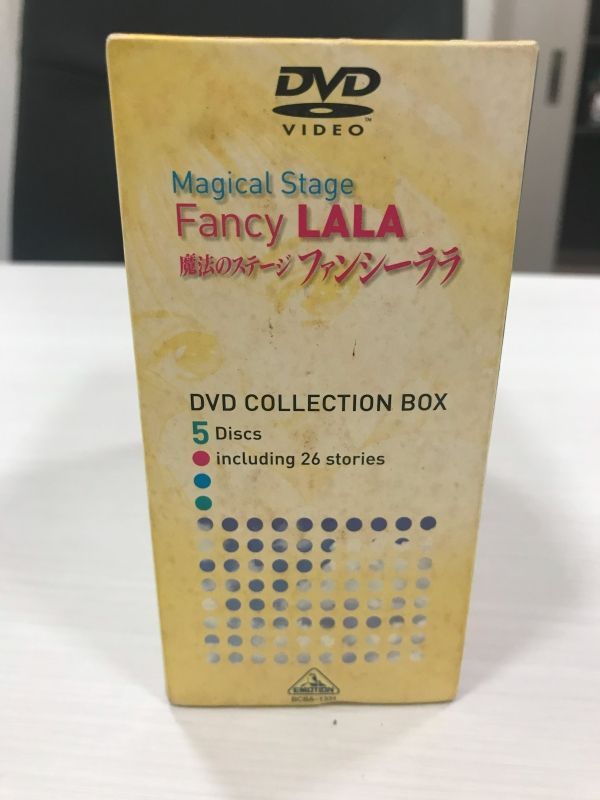 DVD
VIDEO™
Magical Stage
Fancy LALA
魔法のステージ ファンシーララ
DVD COLLECTION BOX
5 Discs
including 26 stories
EMOTION